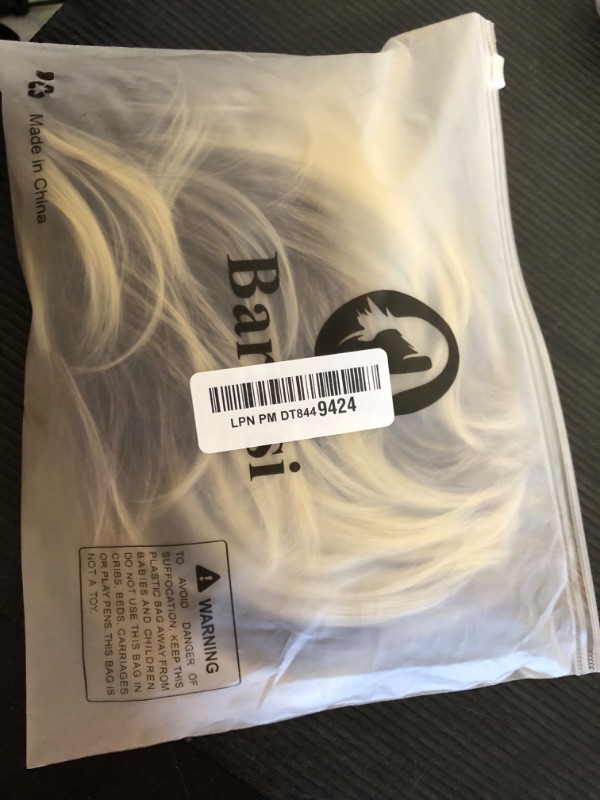 Made in China
LPN PM DT8449424
WARNING
TO AVOID DANGER OF
SUFFOCATION. KEEP THIS
PLASTIC BAG AWAY FROM
BABIES AND CHILDREN.
DO NOT USE THIS BAG IN
CRIBS. BEDS. CARRIAGES
OR PLAY PENS. THIS BAG IS
NOT A TOY.